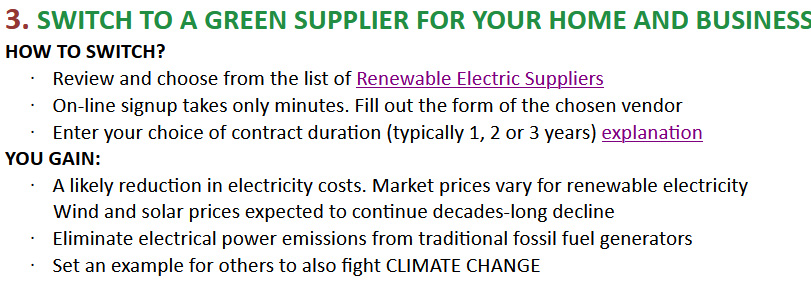 3. SWITCH TO A GREEN SUPPLIER FOR YOUR HOME AND BUSINESS
HOW TO SWITCH?
· Review and choose from the list of Renewable Electric Suppliers
· On-line signup takes only minutes. Fill out the form of the chosen vendor
· Enter your choice of contract duration (typically 1, 2 or 3 years) explanation
YOU GAIN:
· A likely reduction in electricity costs. Market prices vary for renewable electricity
Wind and solar prices expected to continue decades-long decline
· Eliminate electrical power emissions from traditional fossil fuel generators
· Set an example for others to also fight CLIMATE CHANGE